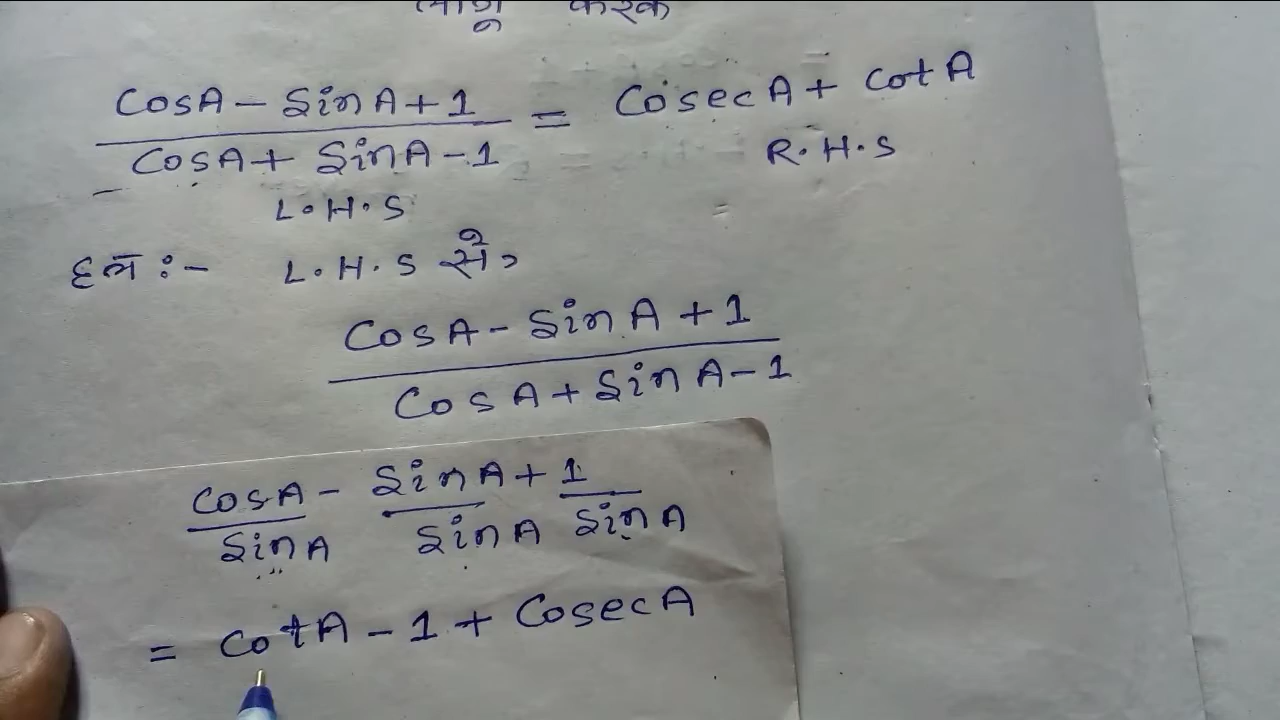 लागू करके
CosA - SinA + 1 = CosecA + cotA
CosA + SinA - 1
R.H.S
L.H.S
हल :- L.H.S से,
CosA - SinA + 1
CosA + SinA - 1
CosA - SinA + 1
SinA SinA SinA
= CotA - 1 + CosecA